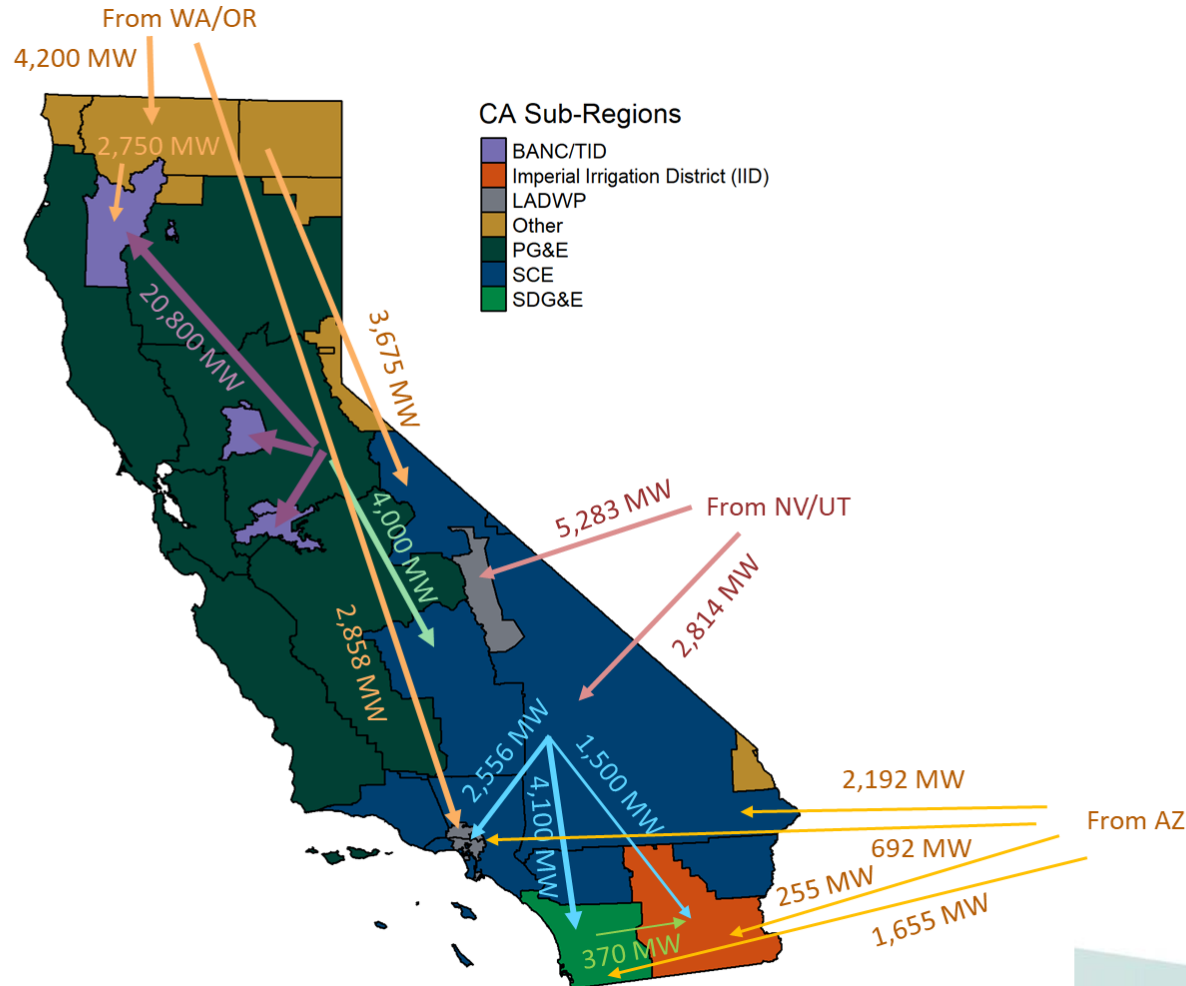 From WA/OR
4,200 MW
CA Sub-Regions
BANC/TID
Imperial Irrigation District (IID)
LADWP
Other
PG&E
SCE
SDG&E
2,750 MW
20,800 MW
3,675 MW
4,000 MW
5,283 MW
From NV/UT
2,814 MW
2,858 MW
2,556 MW
4,100 MW
1,500 MW
2,192 MW
From AZ
692 MW
255 MW
1,655 MW
370 MW